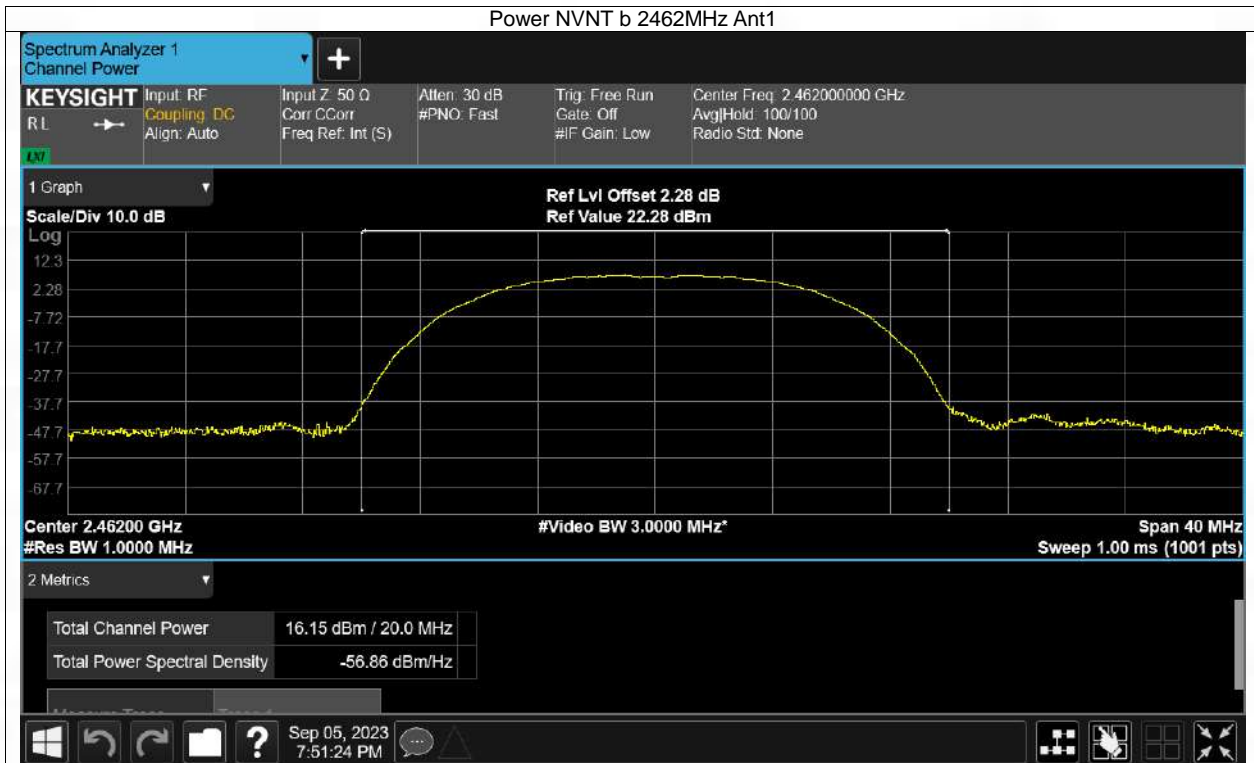 Power NVNT b 2462MHz Ant1
Spectrum Analyzer 1
Channel Power
KEYSIGHT
RL
LXI
Input: RF
Coupling: DC
Align: Auto
Input Z: 50 Ω
Corr CCorr
Freq Ref: Int (S)
Atten: 30 dB
#PNO: Fast
Trig: Free Run
Gate: Off
#IF Gain: Low
Center Freq: 2.462000000 GHz
Avg|Hold: 100/100
Radio Std: None
1 Graph
Scale/Div 10.0 dB
Ref Lvl Offset 2.28 dB
Ref Value 22.28 dBm
Log
12.3
2.28
-7.72
-17.7
-27.7
-37.7
-47.7
-57.7
-67.7
Center 2.46200 GHz
#Res BW 1.0000 MHz
#Video BW 3.0000 MHz*
Span 40 MHz
Sweep 1.00 ms (1001 pts)
2 Metrics
Total Channel Power 16.15 dBm / 20.0 MHz
Total Power Spectral Density -56.86 dBm/Hz
Sep 05, 2023
7:51:24 PM